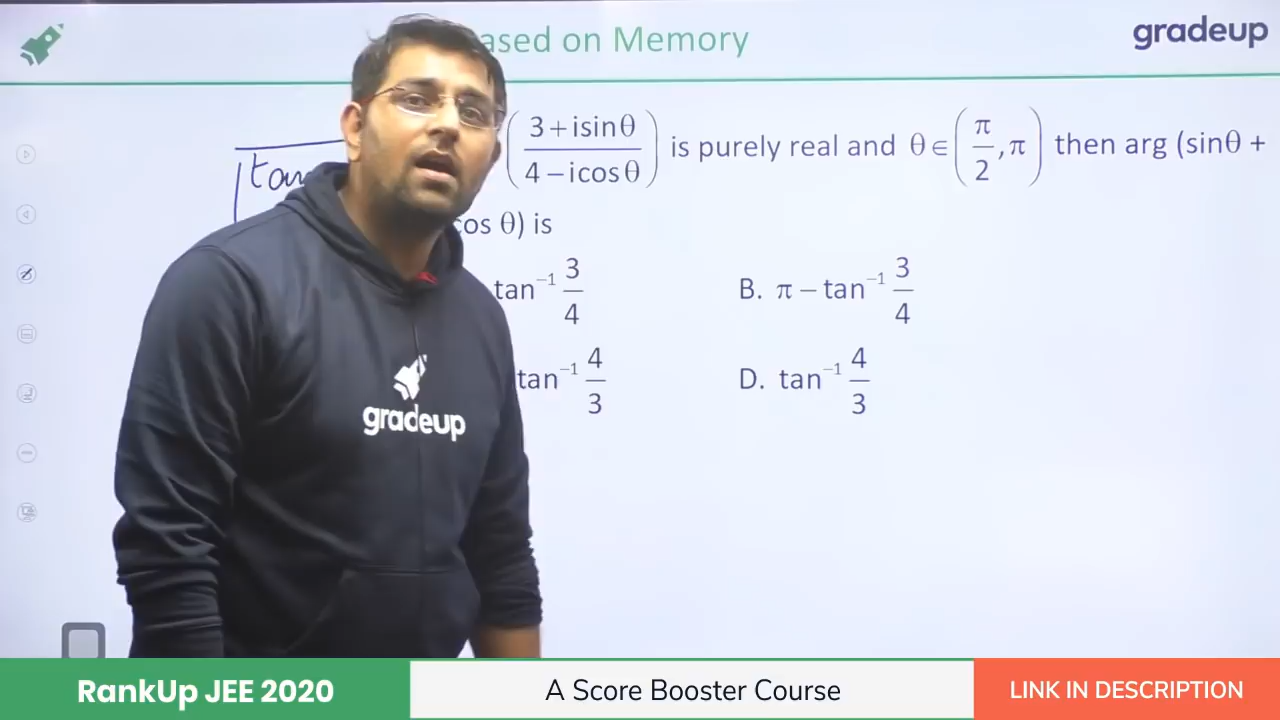 ased on Memory
gradeup
(3+isinθ / 4−icosθ) is purely real and θ∈(π/2,π) then arg (sinθ +
cos θ) is
tan⁻¹ 3/4
B. π−tan⁻¹ 3/4
tan⁻¹ 4/3
D. tan⁻¹ 4/3
tan
gradeup
RankUp JEE 2020
A Score Booster Course
LINK IN DESCRIPTION